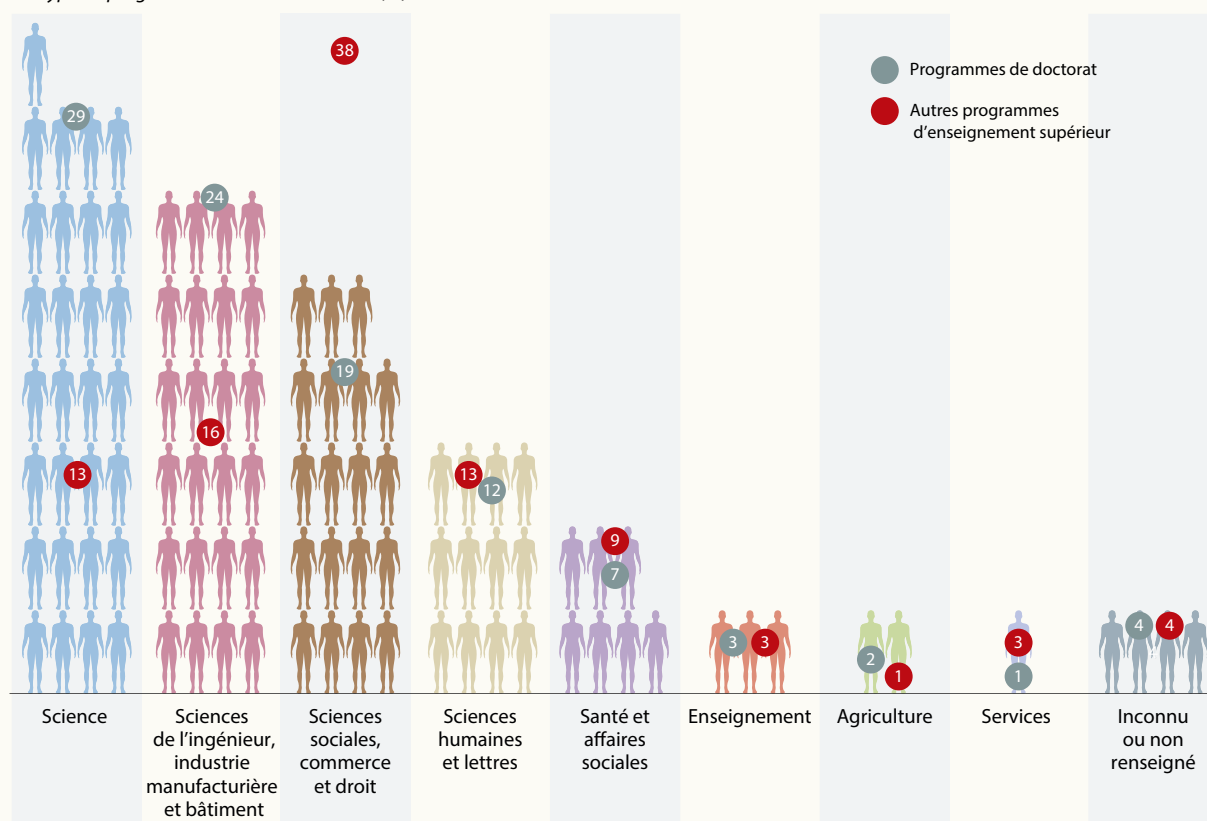 38
Programmes de doctorat
Autres programmes
d'enseignement supérieur
29
24
19
16
13
13
12
9
7
3
3
2
1
3
1
4
4
Science
Sciences
de l'ingénieur,
industrie
manufacturière
et bâtiment
Sciences
sociales,
commerce
et droit
Sciences
humaines
et lettres
Santé et
affaires
sociales
Enseignement
Agriculture
Services
Inconnu
ou non
renseigné